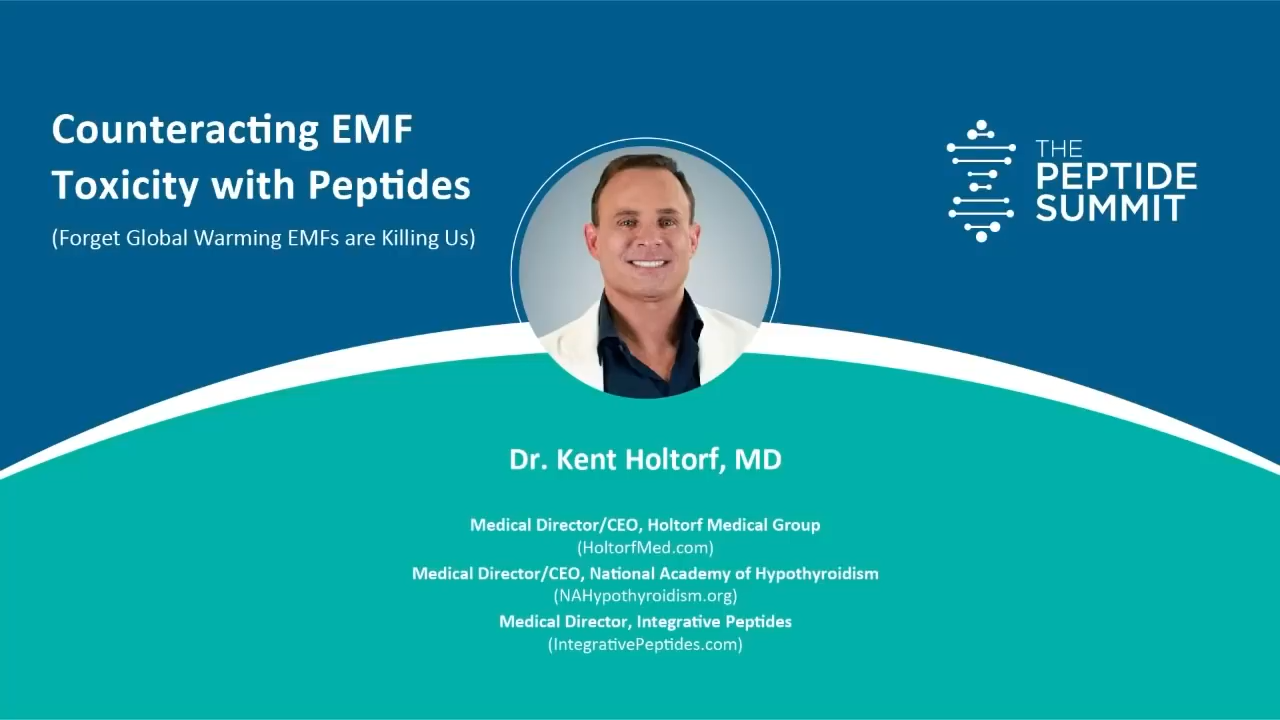 Counteracting EMF
Toxicity with Peptides
(Forget Global Warming EMFs are Killing Us)
THE
PEPTIDE
SUMMIT
Dr. Kent Holtorf, MD
Medical Director/CEO, Holtorf Medical Group
(HoltorfMed.com)
Medical Director/CEO, National Academy of Hypothyroidism
(NAHypothyroidism.org)
Medical Director, Integrative Peptides
(IntegrativePeptides.com)